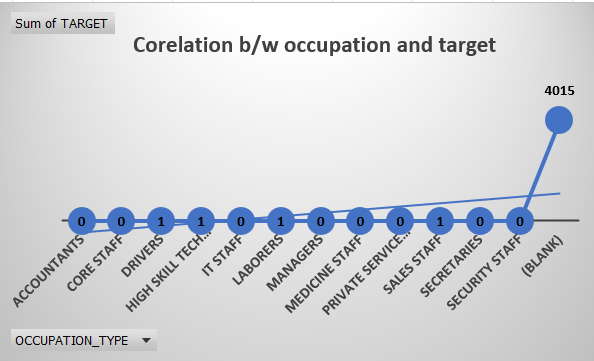 Sum of TARGET
Corelation b/w occupation and target
4015
0 0 1 1 0 1 0 0 0 1 0 0
ACCOUNTANTS
CORE STAFF
DRIVERS
HIGH SKILL TECH...
IT STAFF
LABORERS
MANAGERS
MEDICINE STAFF
PRIVATE SERVICE...
SALES STAFF
SECRETARIES
SECURITY STAFF
(BLANK)
OCCUPATION_TYPE